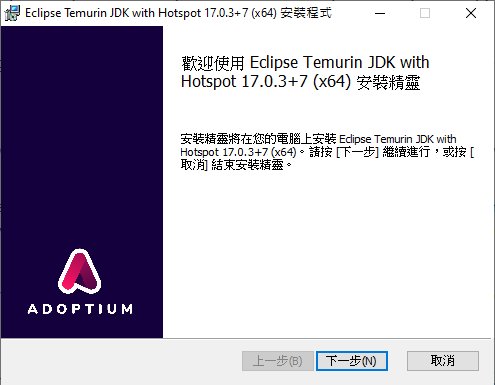 Eclipse Temurin JDK with Hotspot 17.0.3+7 (x64) 安裝程式
歡迎使用 Eclipse Temurin JDK with
Hotspot 17.0.3+7 (x64) 安裝精靈
安裝精靈將在您的電腦上安裝 Eclipse Temurin JDK with
Hotspot 17.0.3+7 (x64)。請按 [下一步] 繼續進行，或按 [
取消] 結束安裝精靈。
ADOPTIUM
上一步(B)
下一步(N)
取消